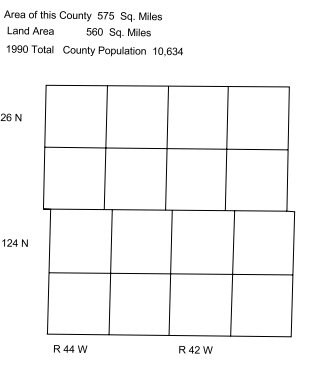 Area of this County 575 Sq. Miles
Land Area 560 Sq. Miles
1990 Total County Population 10,634
26 N
124 N
R 44 W R 42 W